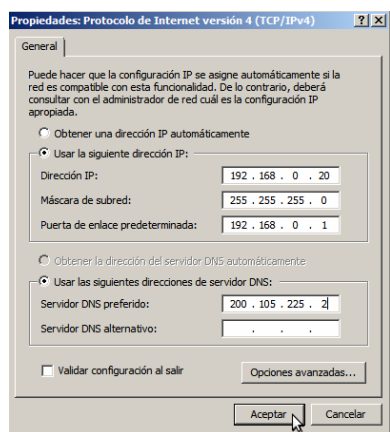 Propiedades: Protocolo de Internet versión 4 (TCP/IPv4)
General
Puede hacer que la configuración IP se asigne automáticamente si la
red es compatible con esta funcionalidad. De lo contrario, deberá
consultar con el administrador de red cuál es la configuración IP
apropiada.
Obtener una dirección IP automáticamente
Usar la siguiente dirección IP:
Dirección IP: 192 . 168 . 0 . 20
Máscara de subred: 255 . 255 . 255 . 0
Puerta de enlace predeterminada: 192 . 168 . 0 . 1
Obtener la dirección del servidor DNS automáticamente
Usar las siguientes direcciones de servidor DNS:
Servidor DNS preferido: 200 . 105 . 225 . 2
Servidor DNS alternativo: . . .
Validar configuración al salir
Opciones avanzadas...
Aceptar Cancelar